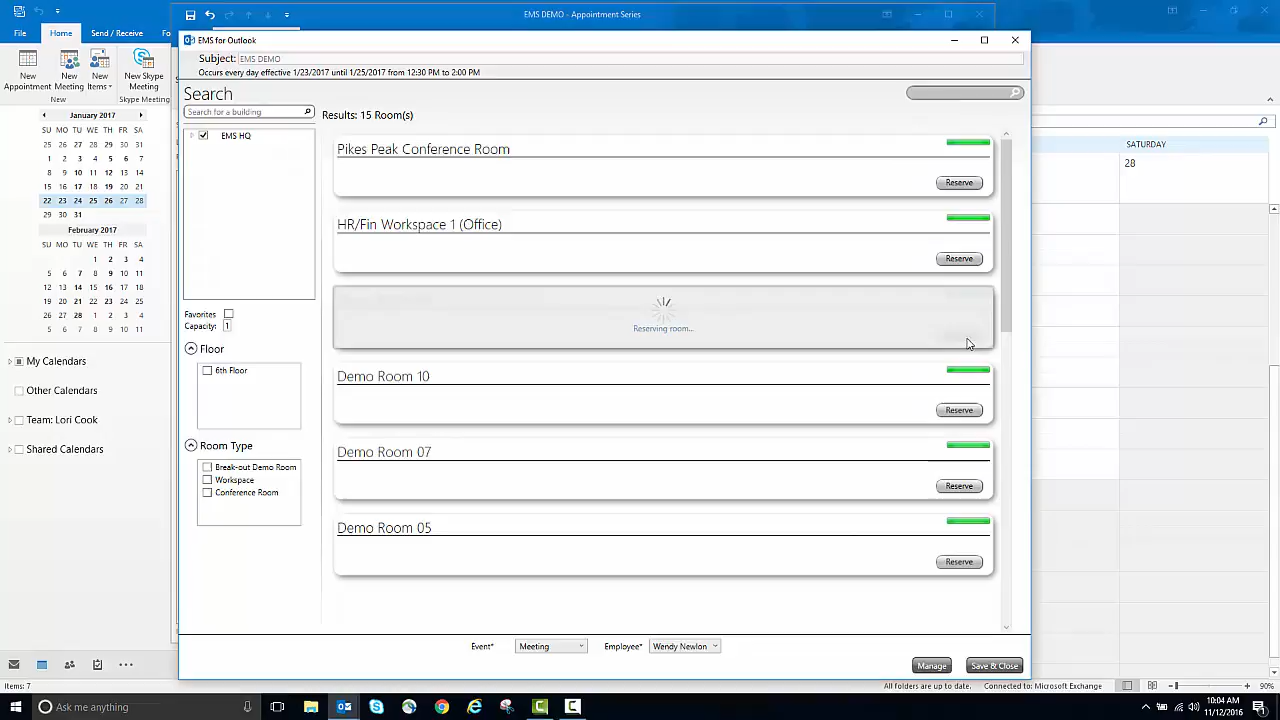 EMS DEMO - Appointment Series
File Home Send / Receive Fo
EMS for Outlook
Subject: EMS DEMO
Occurs every day effective 1/23/2017 until 1/25/2017 from 12:30 PM to 2:00 PM
New Appointment
New Meeting
New Items
New Skype Meeting
New
Skype Meeting
January 2017
SU MO TU WE TH FR SA
25 26 27 28 29 30 31
1 2 3 4 5 6 7
8 9 10 11 12 13 14
15 16 17 18 19 20 21
22 23 24 25 26 27 28
29 30 31
February 2017
SU MO TU WE TH FR SA
1 2 3 4
5 6 7 8 9 10 11
12 13 14 15 16 17 18
19 20 21 22 23 24 25
26 27 28 1 2 3 4
5 6 7 8 9 10 11
My Calendars
Other Calendars
Team: Lori Cook
Shared Calendars
Search
Search for a building
EMS HQ
Favorites
Capacity: 1
Floor
6th Floor
Room Type
Break-out Demo Room
Workspace
Conference Room
Results: 15 Room(s)
Pikes Peak Conference Room
Reserve
HR/Fin Workspace 1 (Office)
Reserve
Reserving room...
Demo Room 10
Reserve
Demo Room 07
Reserve
Demo Room 05
Reserve
Event* Meeting Employee* Wendy Newlon
Manage Save & Close
SATURDAY
28
Items: 7
All folders are up to date. Connected to: Microsoft Exchange 90%
Ask me anything
10:04 AM
11/12/2016